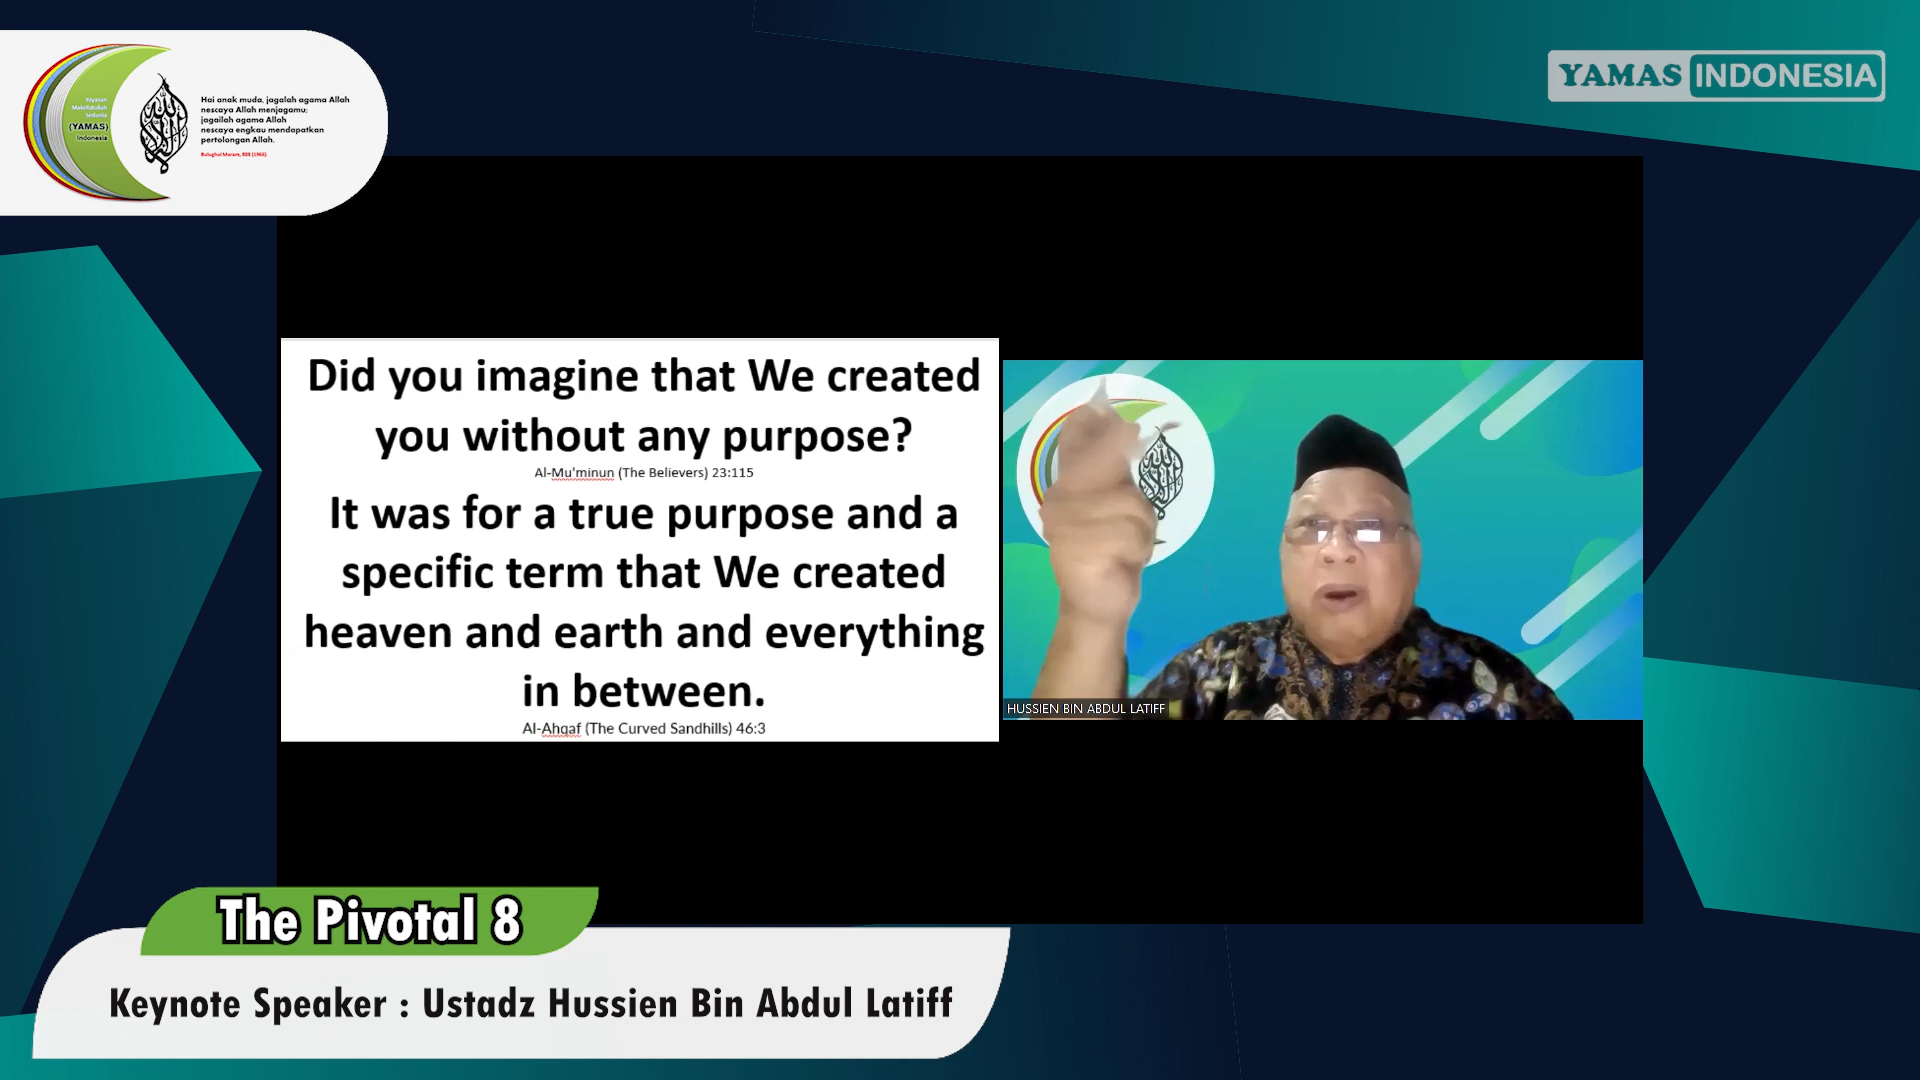 Yayasan
Makrifatullah
Sedunia
(YAMAS)
Indonesia
Hai anak muda, jagalah agama Allah
nescaya Allah menjagamu;
jagailah agama Allah
nescaya engkau mendapatkan
pertolongan Allah.
YAMAS INDONESIA
Did you imagine that We created
you without any purpose?
Al-Mu'minun (The Believers) 23:115
It was for a true purpose and a
specific term that We created
heaven and earth and everything
in between.
Al-Ahqaf (The Curved Sandhills) 46:3
HUSSIEN BIN ABDUL LATIFF
The Pivotal 8
Keynote Speaker : Ustadz Hussien Bin Abdul Latiff